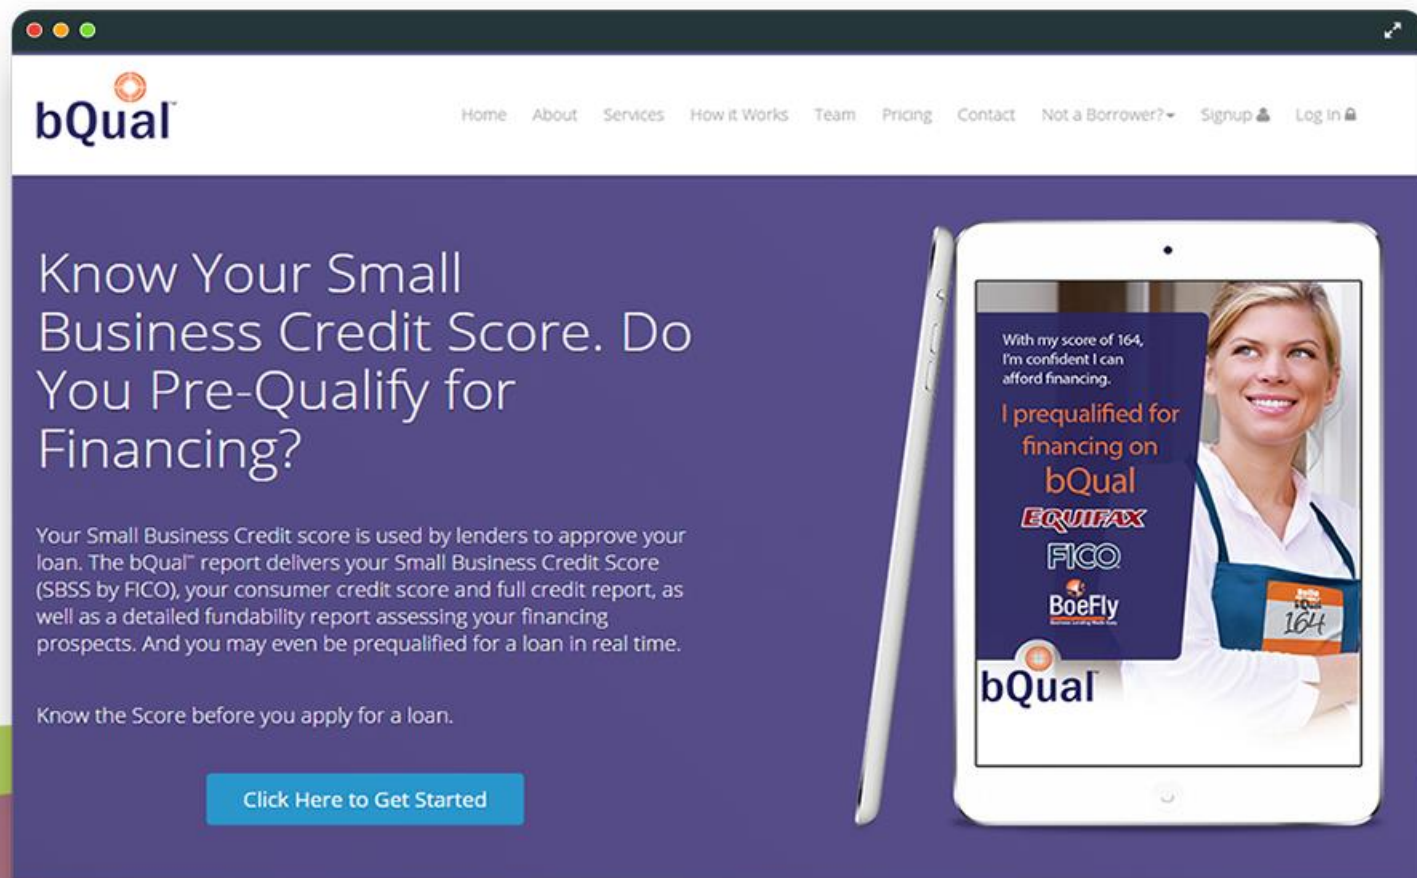 bQual™
Home About Services How it Works Team Pricing Contact Not a Borrower? Signup Log In
Know Your Small
Business Credit Score. Do
You Pre-Qualify for
Financing?
Your Small Business Credit score is used by lenders to approve your
loan. The bQual™ report delivers your Small Business Credit Score
(SBSS by FICO), your consumer credit score and full credit report, as
well as a detailed fundability report assessing your financing
prospects. And you may even be prequalified for a loan in real time.
Know the Score before you apply for a loan.
Click Here to Get Started
With my score of 164,
I'm confident I can
afford financing.
I prequalified for
financing on
bQual
EQUIFAX
FICO
BoeFly
Hello
bQual
164
bQual™